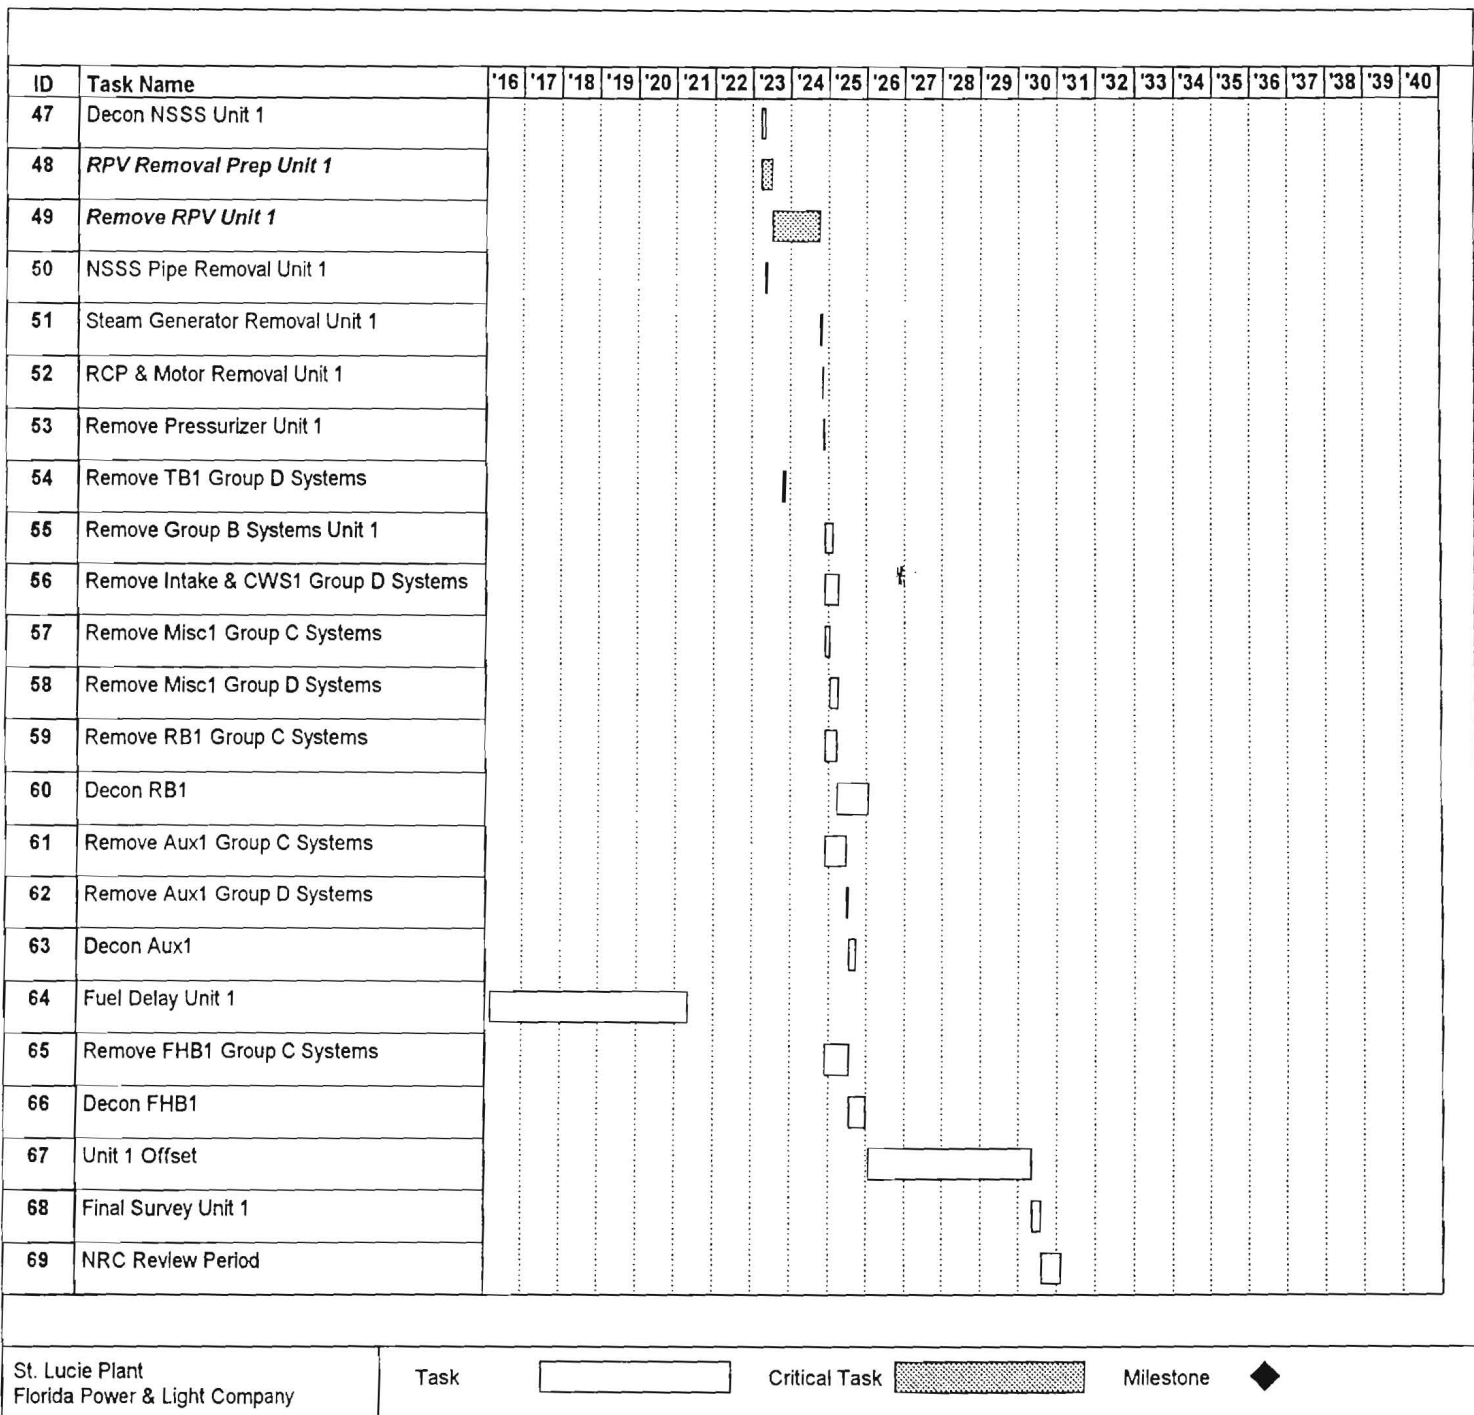 ID Task Name '16 '17 '18 '19 '20 '21 '22 '23 '24 '25 '26 '27 '28 '29 '30 '31 '32 '33 '34 '35 '36 '37 '38 '39 '40
47 Decon NSSS Unit 1
48 RPV Removal Prep Unit 1
49 Remove RPV Unit 1
50 NSSS Pipe Removal Unit 1
51 Steam Generator Removal Unit 1
52 RCP & Motor Removal Unit 1
53 Remove Pressurizer Unit 1
54 Remove TB1 Group D Systems
55 Remove Group B Systems Unit 1
56 Remove Intake & CWS1 Group D Systems
57 Remove Misc1 Group C Systems
58 Remove Misc1 Group D Systems
59 Remove RB1 Group C Systems
60 Decon RB1
61 Remove Aux1 Group C Systems
62 Remove Aux1 Group D Systems
63 Decon Aux1
64 Fuel Delay Unit 1
65 Remove FHB1 Group C Systems
66 Decon FHB1
67 Unit 1 Offset
68 Final Survey Unit 1
69 NRC Review Period
St. Lucie Plant
Florida Power & Light Company
Task Critical Task Milestone